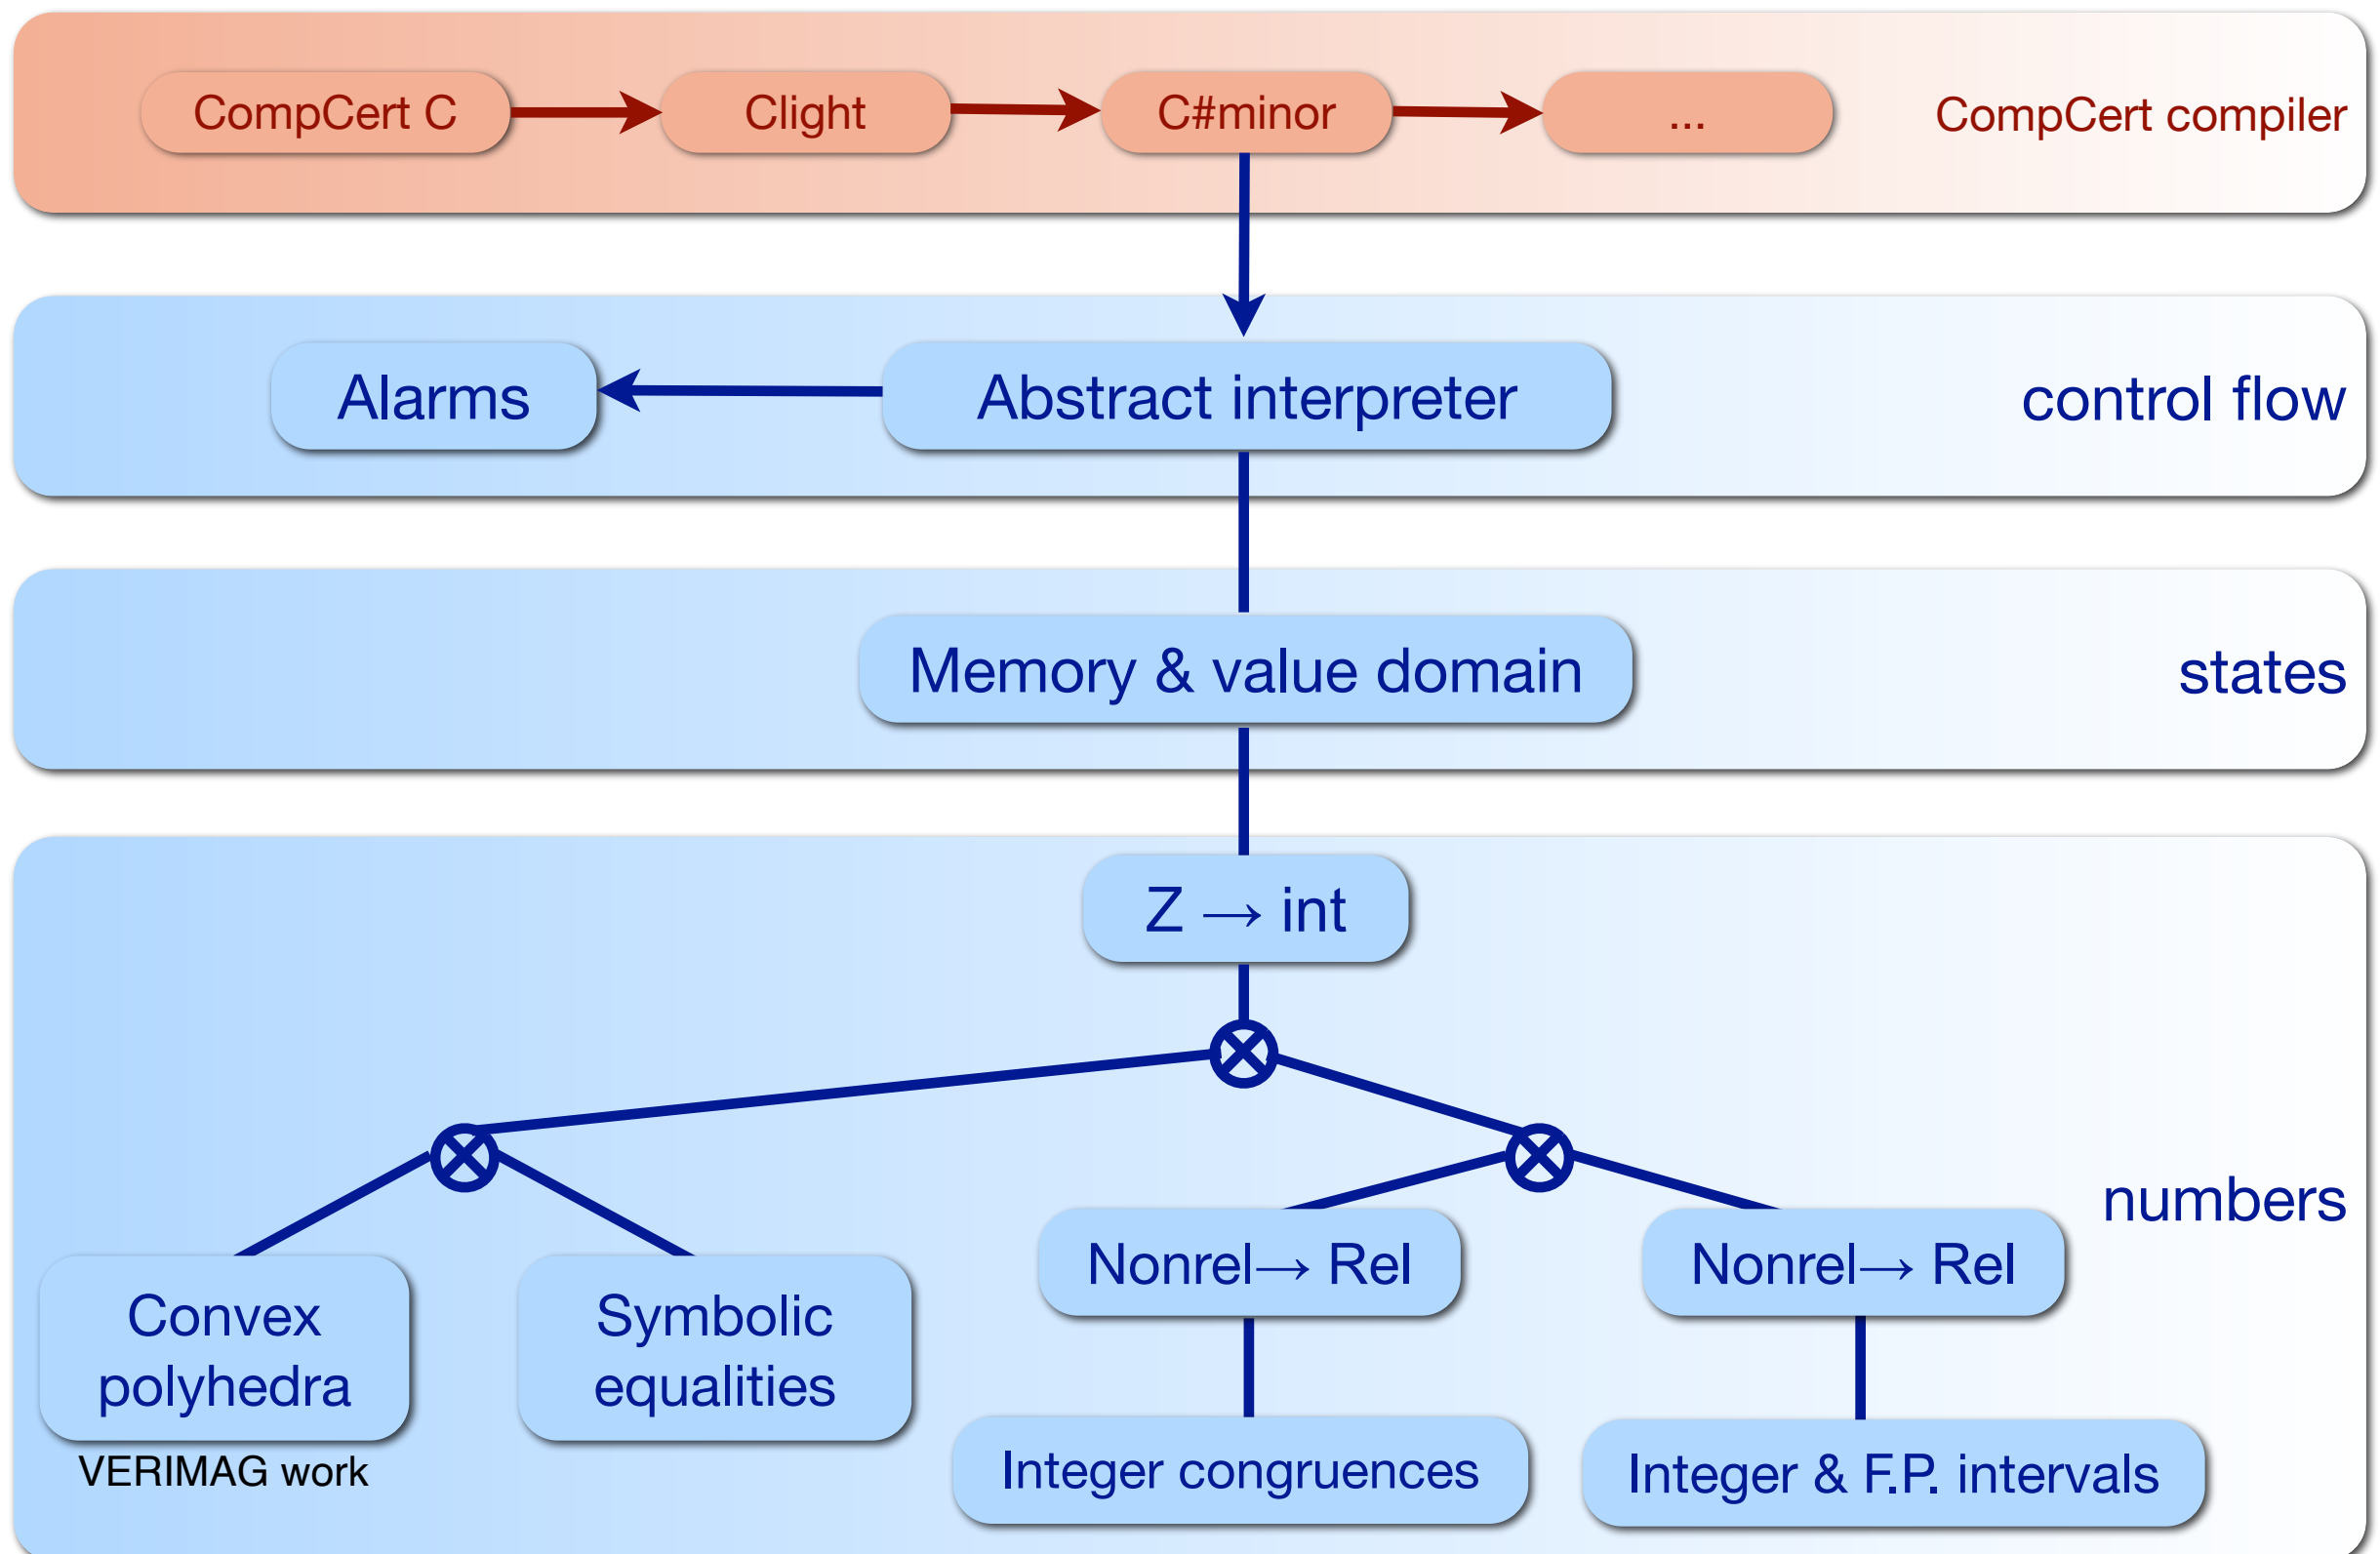 CompCert C
Clight
C#minor
...
CompCert compiler
Alarms
Abstract interpreter
control flow
Memory & value domain
states
Z → int
numbers
Nonrel→ Rel
Nonrel→ Rel
Convex
polyhedra
Symbolic
equalities
VERIMAG work
Integer congruences
Integer & F.P. intervals